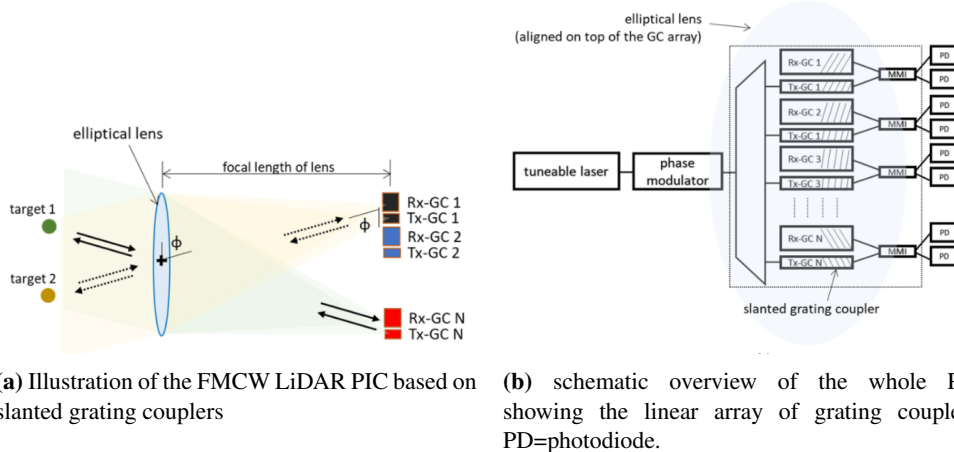 elliptical lens
focal length of lens
target 1
target 2
ϕ
ϕ
Rx-GC 1
Tx-GC 1
Rx-GC 2
Tx-GC 2
Rx-GC N
Tx-GC N
(a) Illustration of the FMCW LiDAR PIC based on
slanted grating couplers
elliptical lens
(aligned on top of the GC array)
tuneable laser
phase
modulator
Rx-GC 1
Tx-GC 1
MMI
PD
PD
Rx-GC 2
Tx-GC 1
MMI
PD
PD
Rx-GC 3
Tx-GC 3
MMI
PD
PD
Rx-GC N
Tx-GC N
MMI
PD
PD
slanted grating coupler
(b) schematic overview of the whole P
showing the linear array of grating couple
PD=photodiode.